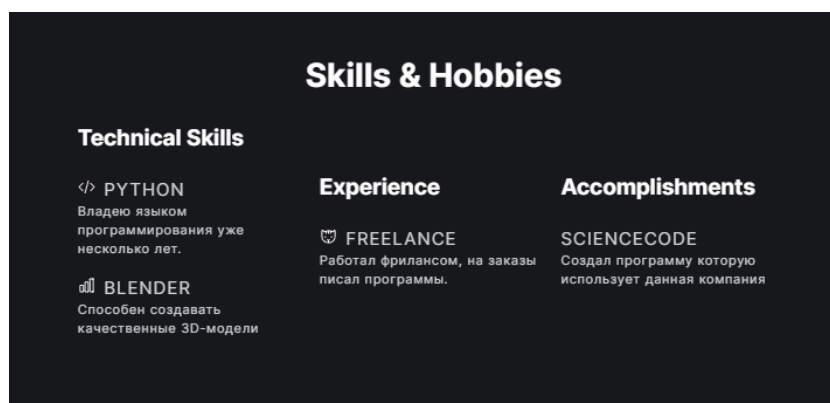 Skills & Hobbies
Technical Skills
</> PYTHON
Владею языком
программирования уже
несколько лет.
BLENDER
Способен создавать
качественные 3D-модели
Experience
FREELANCE
Работал фрилансом, на заказы
писал программы.
Accomplishments
SCIENCECODE
Создал программу которую
использует данная компания